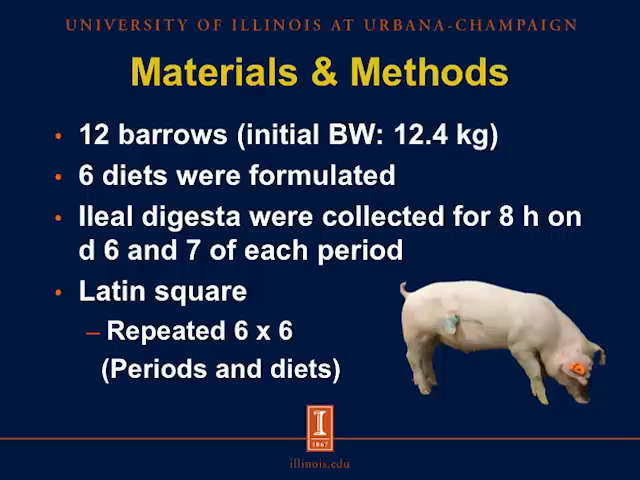 UNIVERSITY OF ILLINOIS AT URBANA-CHAMPAIGN
Materials & Methods
• 12 barrows (initial BW: 12.4 kg)
• 6 diets were formulated
• Ileal digesta were collected for 8 h on
d 6 and 7 of each period
• Latin square
– Repeated 6 x 6
(Periods and diets)
I
1867
illinois.edu